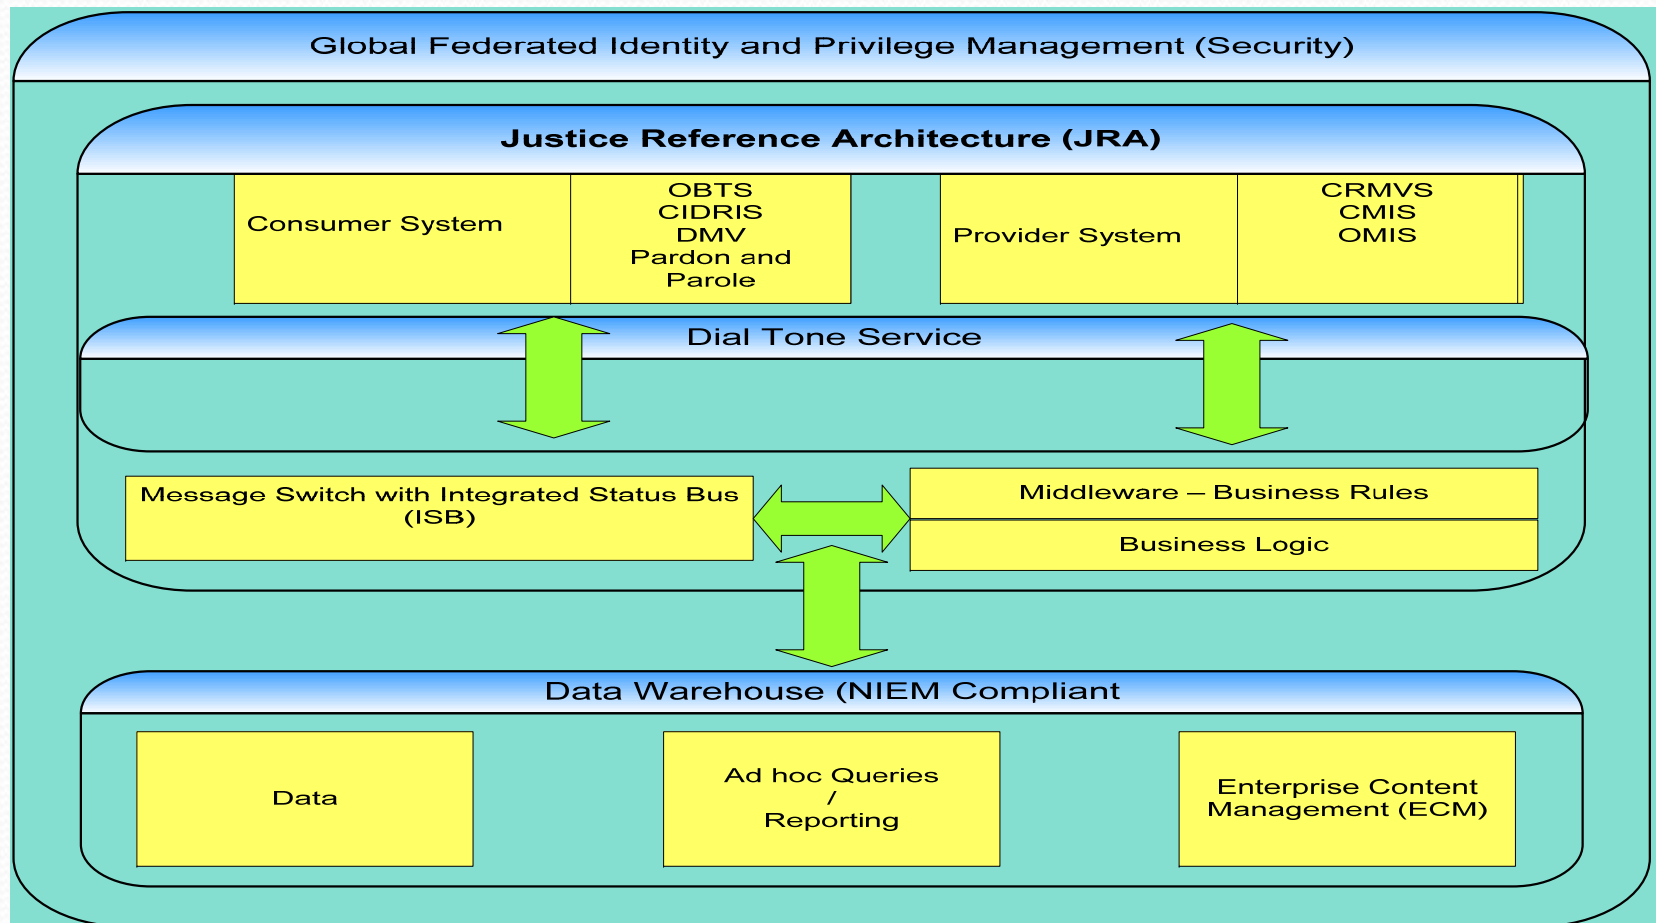 Global Federated Identity and Privilege Management (Security)
Justice Reference Architecture (JRA)
Consumer System
OBTS
CIDRIS
DMV
Pardon and
Parole
Provider System
CRMVS
CMIS
OMIS
Dial Tone Service
Message Switch with Integrated Status Bus
(ISB)
Middleware – Business Rules
Business Logic
Data Warehouse (NIEM Compliant
Data
Ad hoc Queries
/
Reporting
Enterprise Content
Management (ECM)